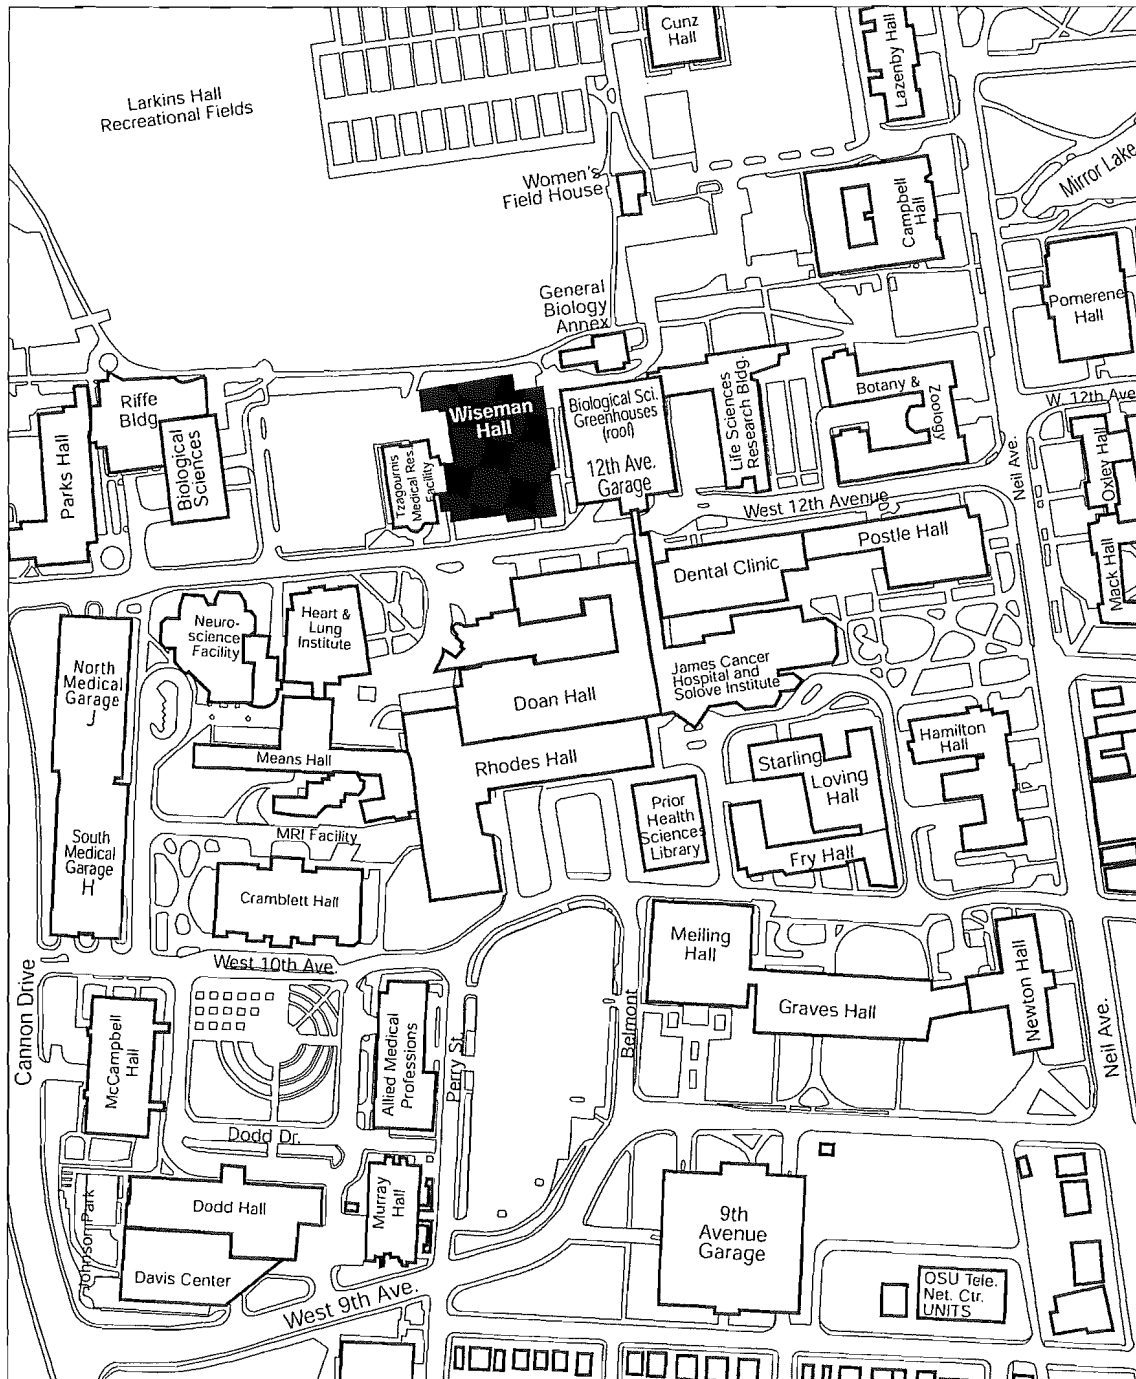 Cunz
Hall
Lazenby Hall
Larkins Hall
Recreational Fields
Women's
Field House
Mirror Lake
Campbell
Hall
General
Biology
Annex
Pomerene
Hall
Riffe
Bldg.
Wiseman
Hall
Biological Sci.
Greenhouses
(roof)
12th Ave.
Garage
Life Sciences
Research Bldg.
Botany &
Zoology
W. 12th Ave
Parks Hall
Biological
Sciences
Tzagournis
Medical Res.
Facility
Neil Ave.
Oxley Hall
West 12th Avenue
Postle Hall
Dental Clinic
Mack Hall
Neuro-
science
Facility
Heart &
Lung
Institute
North
Medical
Garage
J
Doan Hall
James Cancer
Hospital and
Solove Institute
Hamilton
Hall
Means Hall
Rhodes Hall
Starling
Loving
Hall
Prior
Health
Sciences
Library
MRI Facility
South
Medical
Garage
H
Fry Hall
Cramblett Hall
Meiling
Hall
West 10th Ave.
Cannon Drive
McCampbell
Hall
Allied Medical
Professions
Perry St.
Belmont
Graves Hall
Newton Hall
Neil Ave.
Dodd Dr.
Johnson Park
Dodd Hall
Murray
Hall
9th
Avenue
Garage
Davis Center
West 9th Ave.
OSU Tele.
Net. Ctr.
UNITS